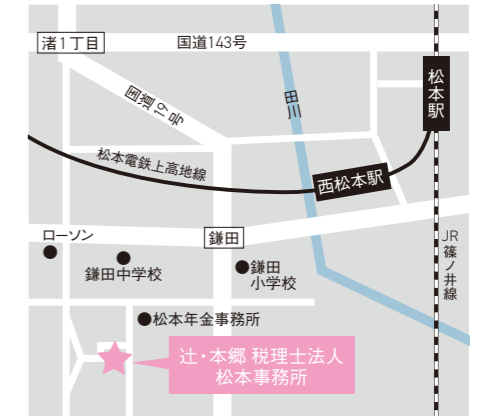 渚1丁目
国道143号
国道19号
田川
松本駅
松本電鉄上高地線
西松本駅
ローソン
鎌田
鎌田中学校
鎌田
小学校
JR篠ノ井線
松本年金事務所
辻・本郷 税理士法人
松本事務所